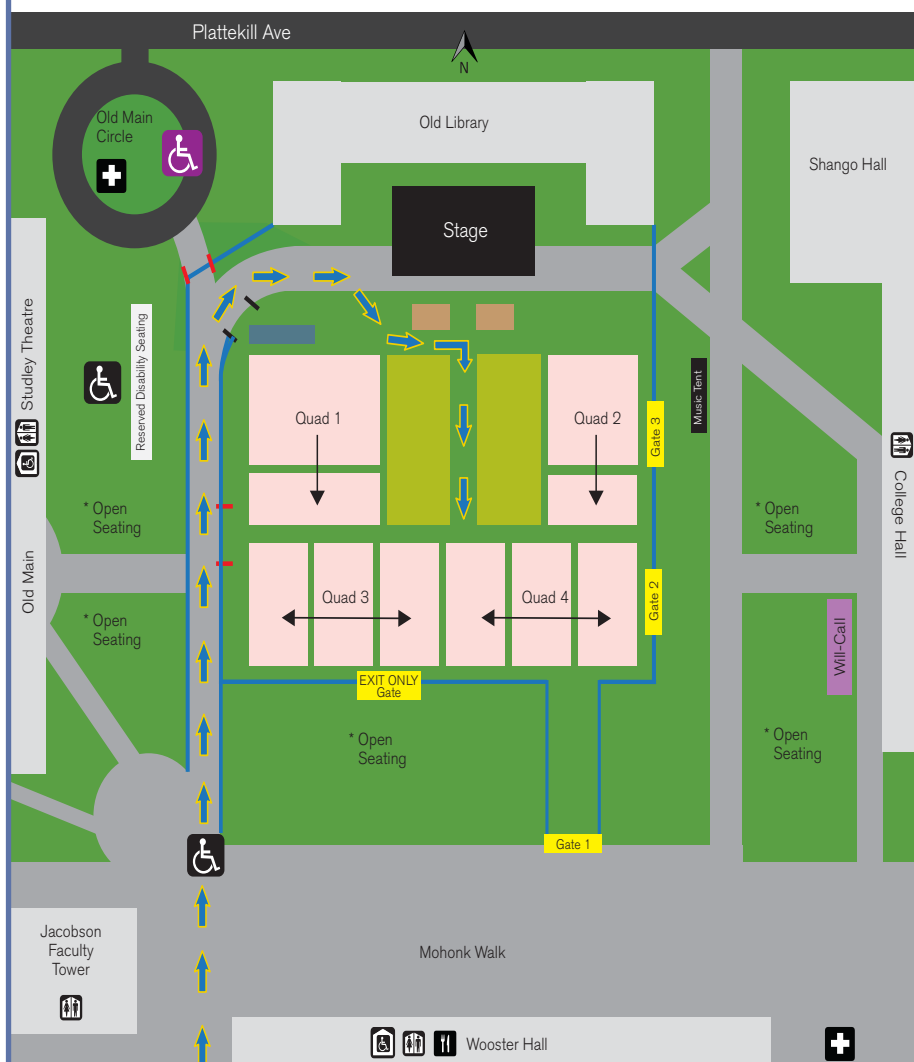 Plattekill Ave
N
Old Main
Circle
Old Library
Shango Hall
Stage
Studley Theatre
Reserved Disability Seating
Music Tent
Quad 1
Quad 2
Gate 3
College Hall
* Open
Seating
* Open
Seating
Old Main
Quad 3
Quad 4
Gate 2
* Open
Seating
Will-Call
EXIT ONLY
Gate
* Open
Seating
* Open
Seating
Gate 1
Jacobson
Faculty
Tower
Mohonk Walk
Wooster Hall